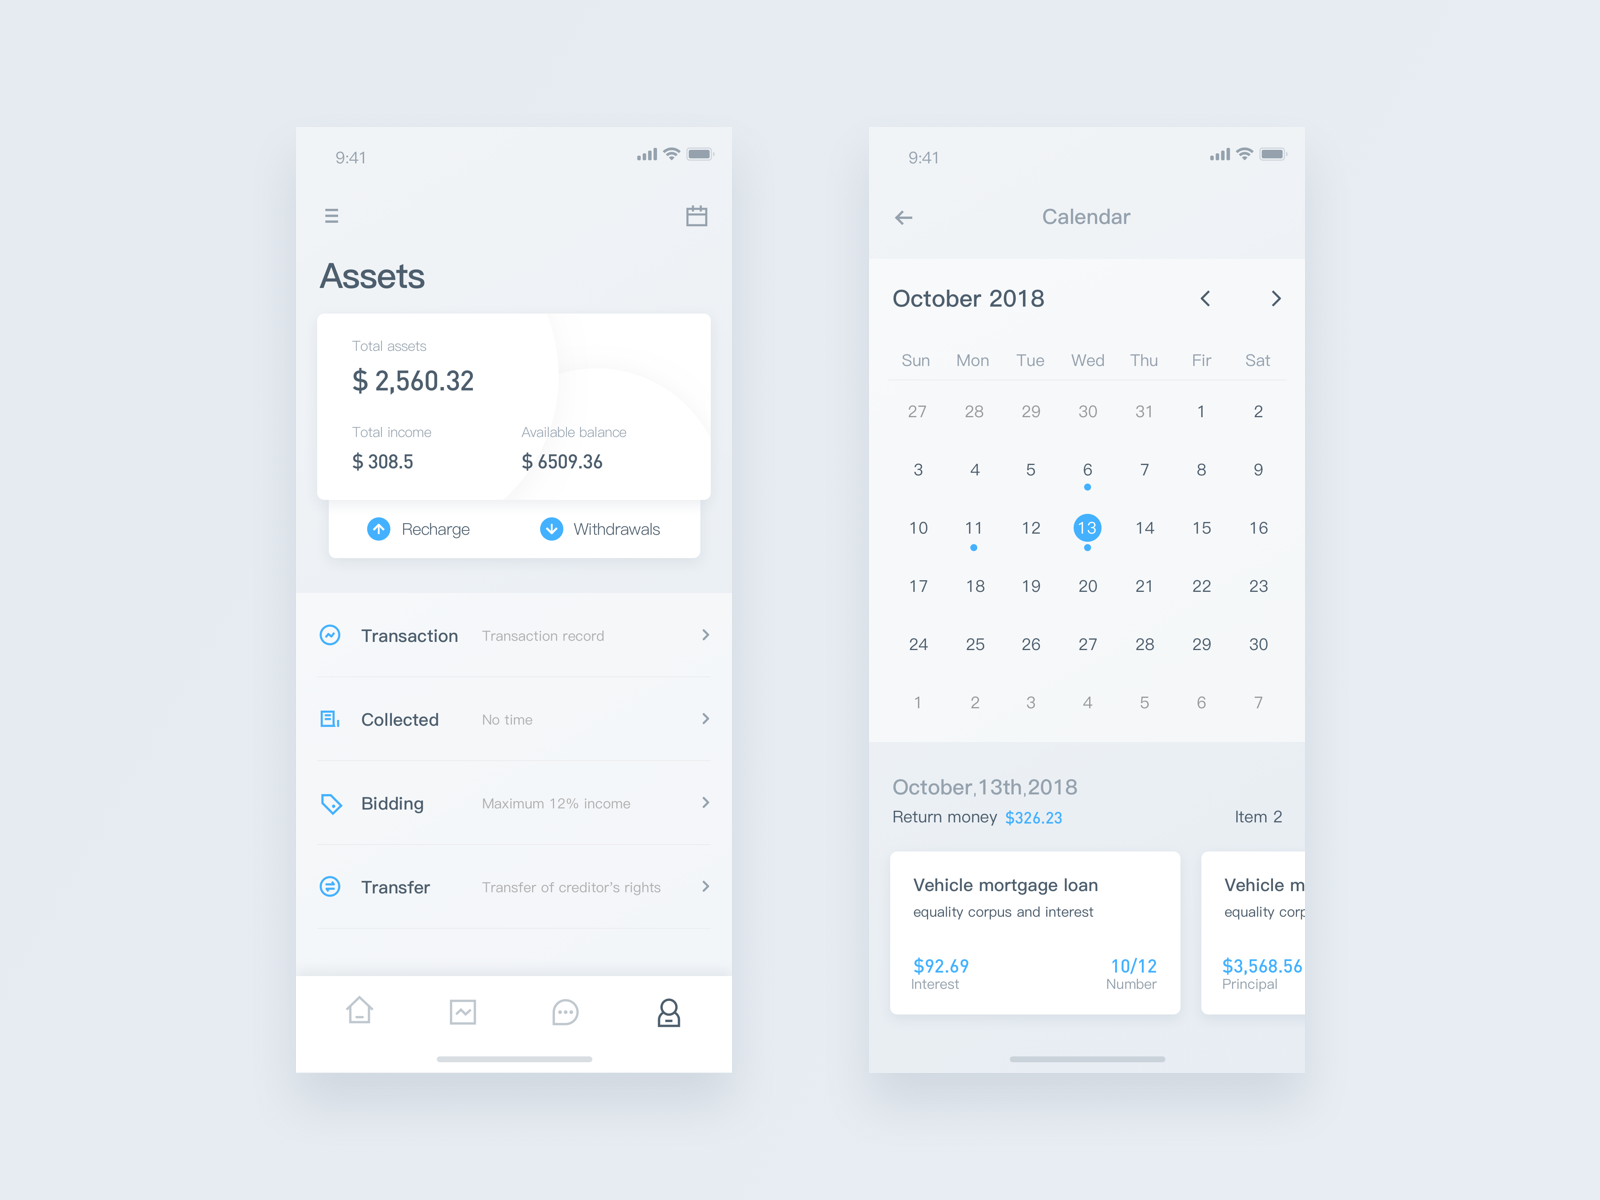 9:41
Assets
Total assets
$ 2,560.32
Total income Available balance
$ 308.5 $ 6509.36
Recharge Withdrawals
Transaction Transaction record
Collected No time
Bidding Maximum 12% income
Transfer Transfer of creditor's rights
9:41
Calendar
October 2018
Sun Mon Tue Wed Thu Fir Sat
27 28 29 30 31 1 2
3 4 5 6 7 8 9
10 11 12 13 14 15 16
17 18 19 20 21 22 23
24 25 26 27 28 29 30
1 2 3 4 5 6 7
October,13th,2018
Return money $326.23 Item 2
Vehicle mortgage loan
equality corpus and interest
$92.69 10/12
Interest Number
Vehicle m
equality corp
$3,568.56
Principal